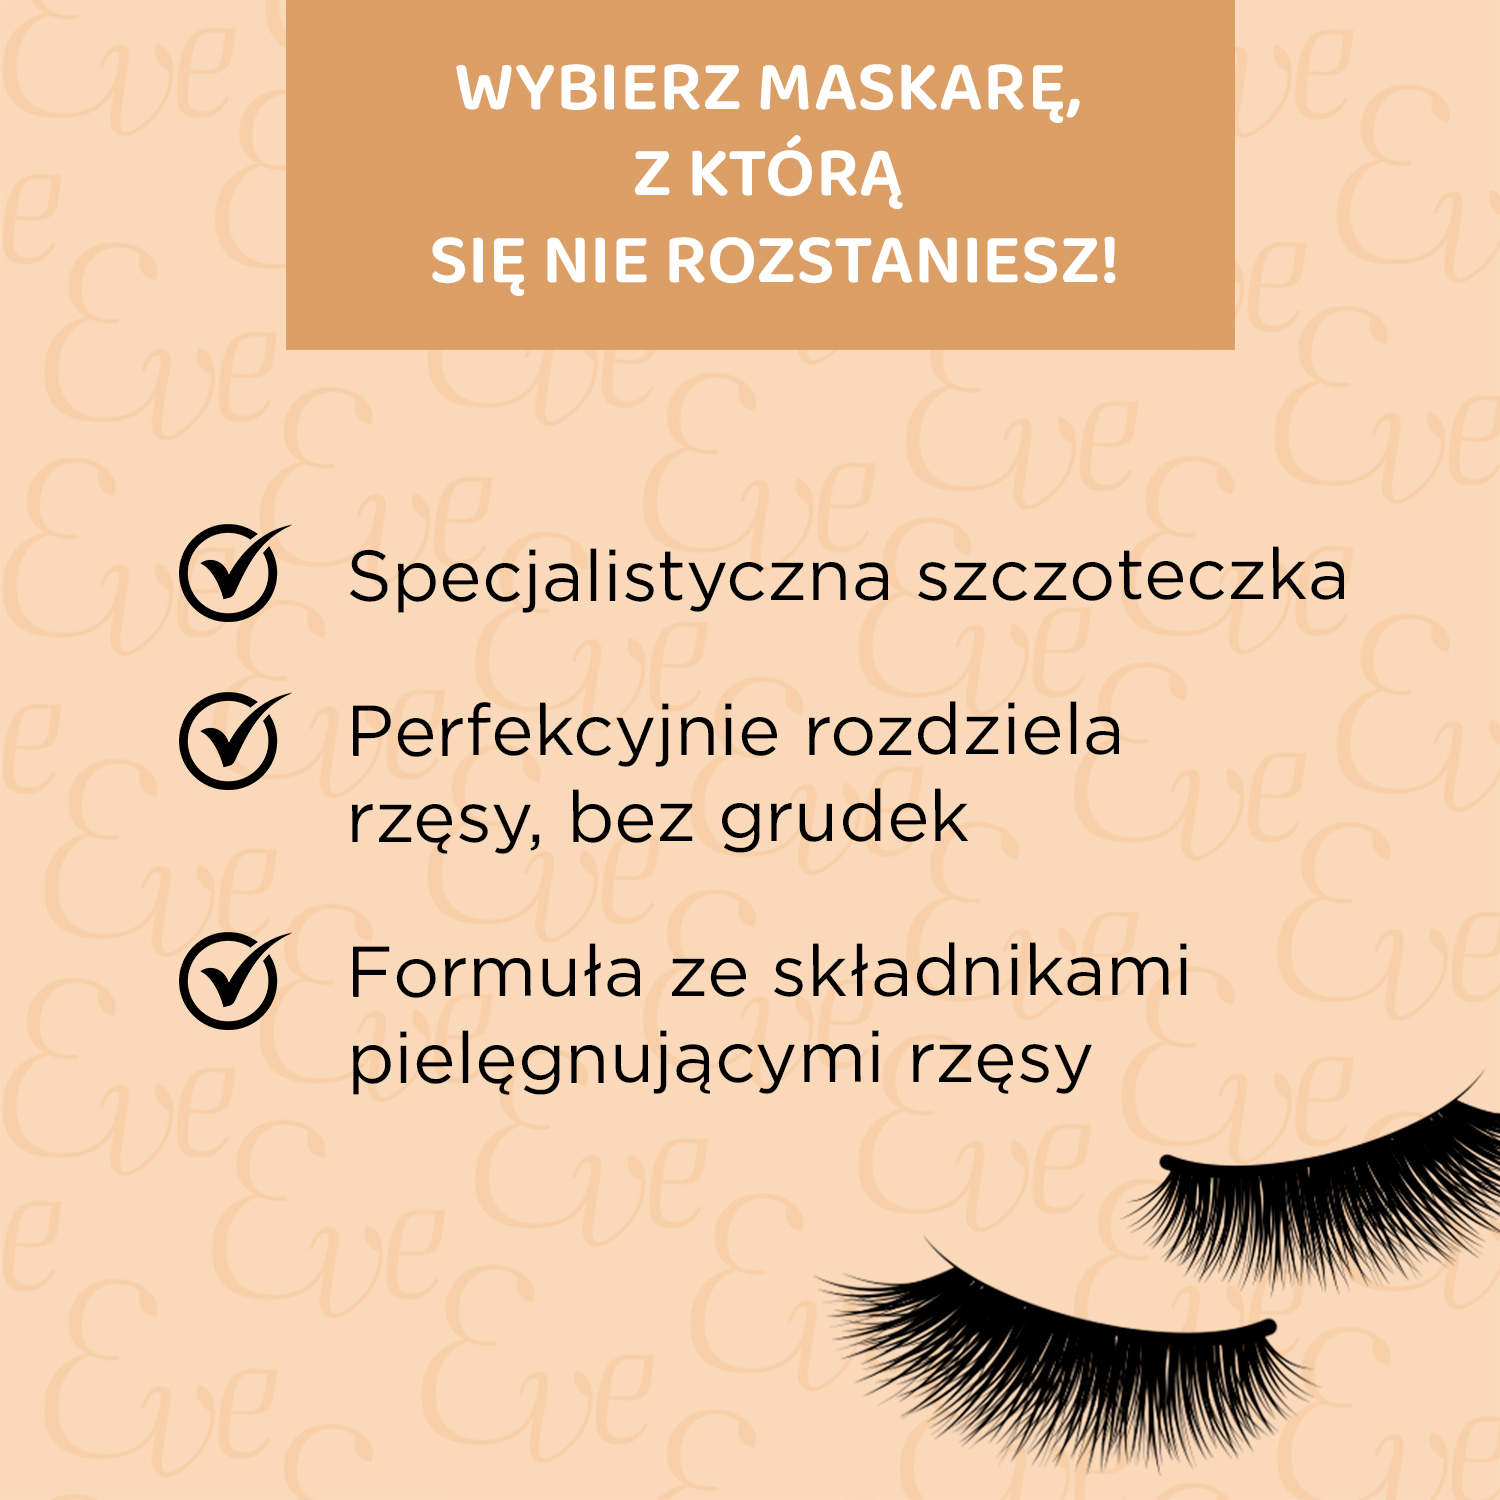 WYBIERZ MASKARĘ,
Z KTÓRĄ
SIĘ NIE ROZSTANIESZ!
Specjalistyczna szczoteczka
Perfekcyjnie rozdziela
rzęsy, bez grudek
Formuła ze składnikami
pielęgnującymi rzęsy